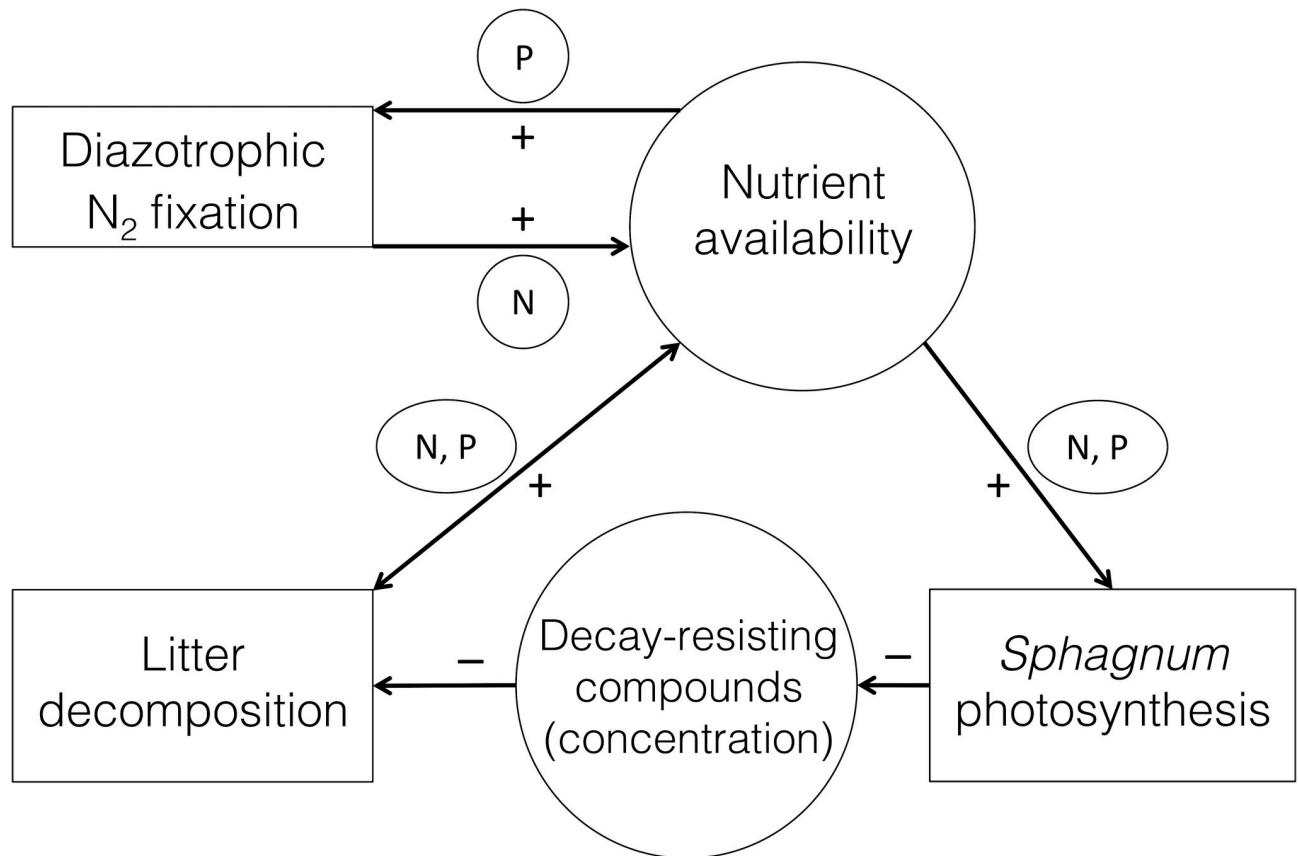 P
+
Diazotrophic
N₂ fixation
+
N
Nutrient
availability
N, P
+
N, P
+
Litter
decomposition
–
Decay-resisting
compounds
(concentration)
–
Sphagnum
photosynthesis